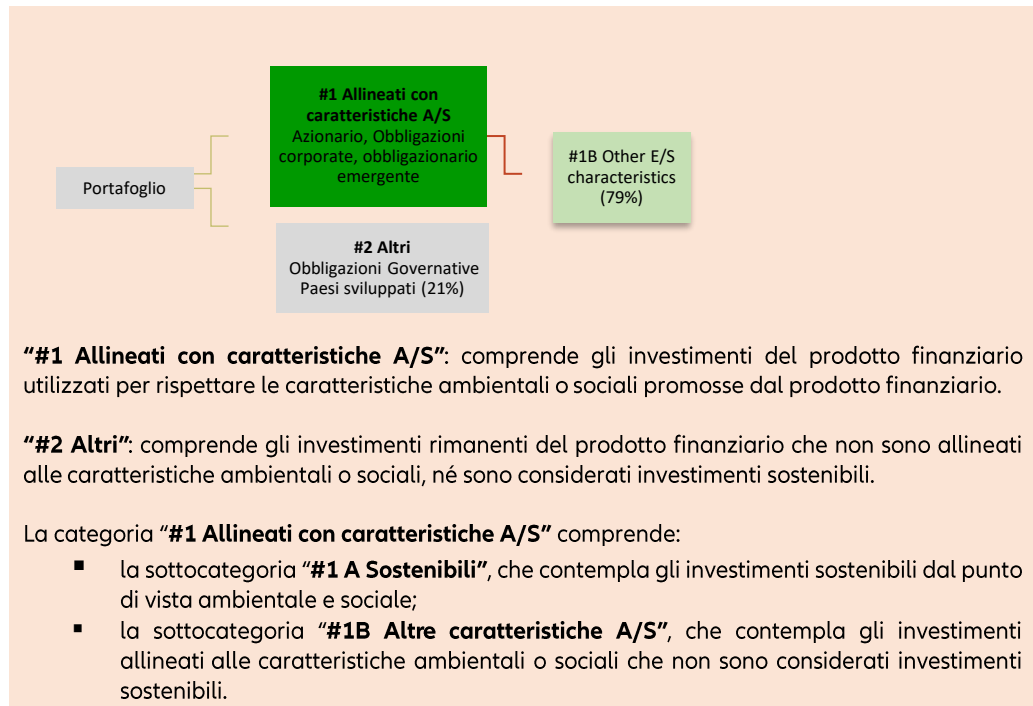 #1 Allineati con
caratteristiche A/S
Azionario, Obbligazioni
corporate, obbligazionario
emergente
Portafoglio
#1B Other E/S
characteristics
(79%)
#2 Altri
Obbligazioni Governative
Paesi sviluppati (21%)
“#1 Allineati con caratteristiche A/S”: comprende gli investimenti del prodotto finanziario
utilizzati per rispettare le caratteristiche ambientali o sociali promosse dal prodotto finanziario.
“#2 Altri”: comprende gli investimenti rimanenti del prodotto finanziario che non sono allineati
alle caratteristiche ambientali o sociali, né sono considerati investimenti sostenibili.
La categoria “#1 Allineati con caratteristiche A/S” comprende:
▪ la sottocategoria “#1 A Sostenibili”, che contempla gli investimenti sostenibili dal punto
di vista ambientale e sociale;
▪ la sottocategoria “#1B Altre caratteristiche A/S”, che contempla gli investimenti
allineati alle caratteristiche ambientali o sociali che non sono considerati investimenti
sostenibili.